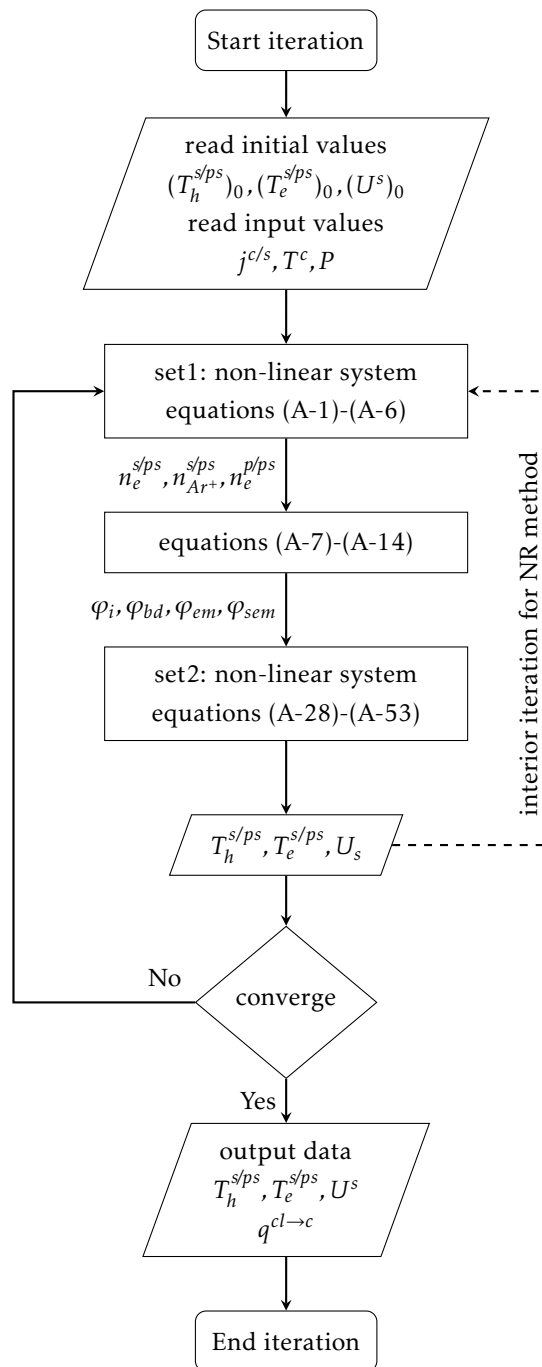 Start iteration
read initial values
(T_h^{s/ps})_0, (T_e^{s/ps})_0, (U^s)_0
read input values
j^{c/s}, T^c, P
set1: non-linear system
equations (A-1)-(A-6)
n_e^{s/ps}, n_{Ar^+}^{s/ps}, n_e^{p/ps}
equations (A-7)-(A-14)
φ_i, φ_{bd}, φ_{em}, φ_{sem}
set2: non-linear system
equations (A-28)-(A-53)
interior iteration for NR method
T_h^{s/ps}, T_e^{s/ps}, U_s
No
converge
Yes
output data
T_h^{s/ps}, T_e^{s/ps}, U^s
q^{cl→c}
End iteration